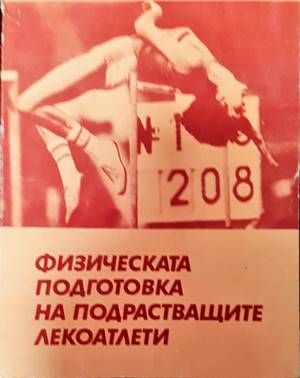 208
ФИЗИЧЕСКАТА
ПОДГОТОВКА
НА ПОДРАСТВАЩИТЕ
ЛЕКОАТЛЕТИ